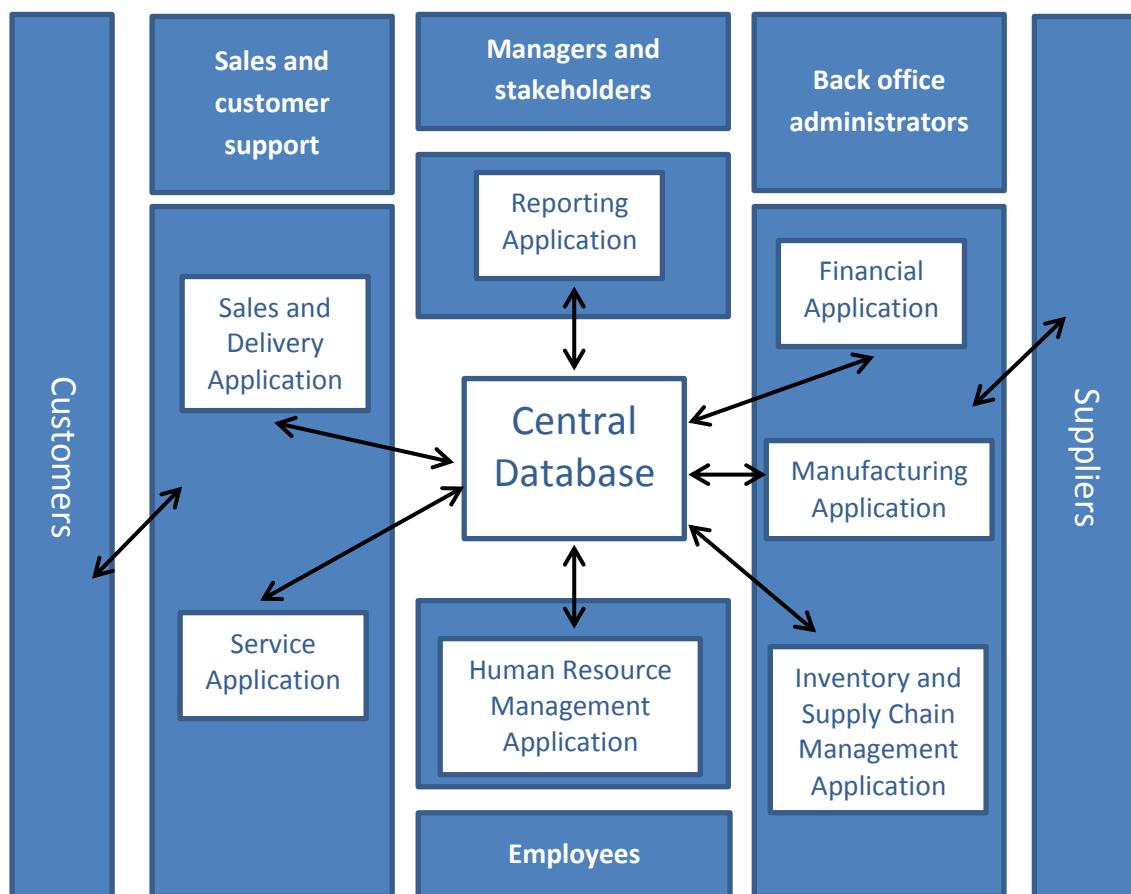 Customers
Sales and
customer
support
Sales and
Delivery
Application
Service
Application
Managers and
stakeholders
Reporting
Application
Central
Database
Human Resource
Management
Application
Employees
Back office
administrators
Financial
Application
Manufacturing
Application
Inventory and
Supply Chain
Management
Application
Suppliers